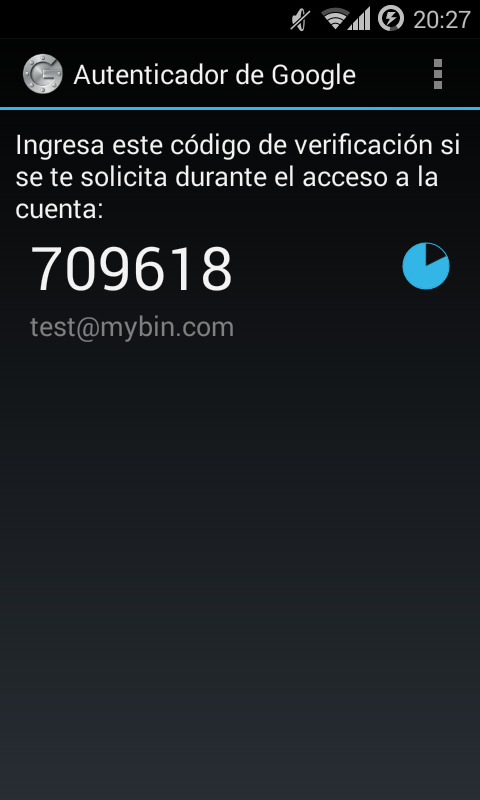 20:27
Autenticador de Google
Ingresa este código de verificación si
se te solicita durante el acceso a la
cuenta:
709618
test@mybin.com